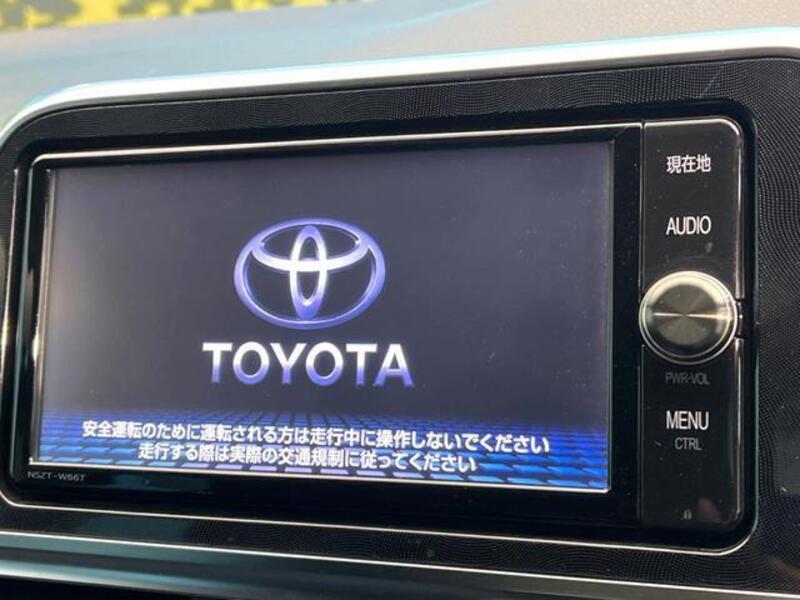 現在地
AUDIO
TOYOTA
PWR-VOL
MENU
CTRL
安全運転のために運転される方は走行中に操作しないでください
走行する際は実際の交通規制に従ってください
NSZT-W66T